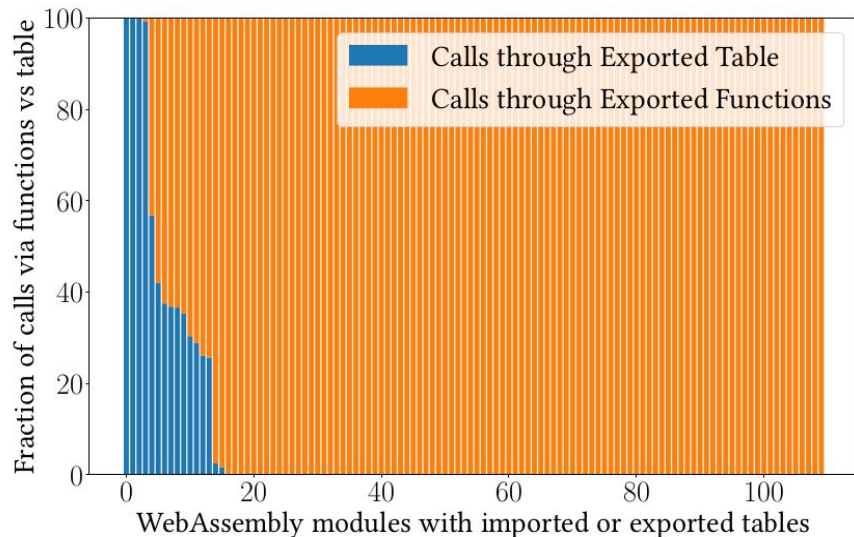 Fraction of calls via functions vs table
100
80
60
40
20
0
Calls through Exported Table
Calls through Exported Functions
0 20 40 60 80 100
WebAssembly modules with imported or exported tables